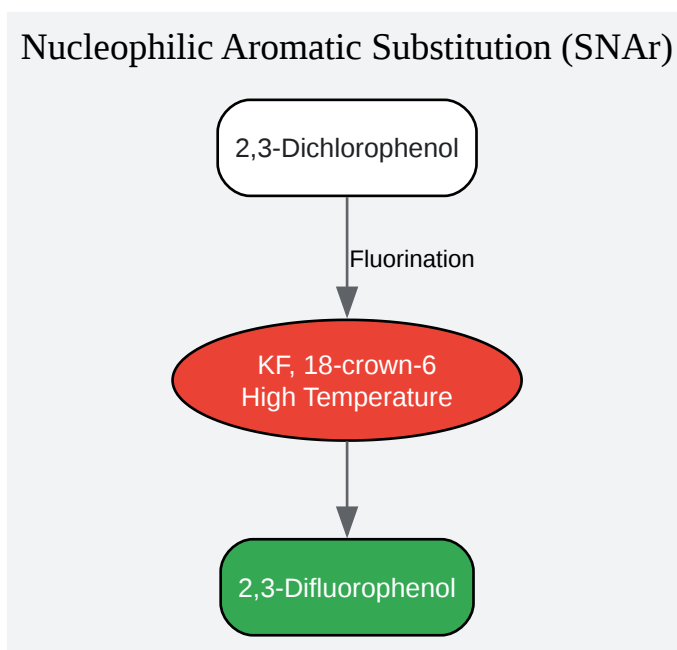 Nucleophilic Aromatic Substitution (SNAr)
2,3-Dichlorophenol
Fluorination
KF, 18-crown-6
High Temperature
2,3-Difluorophenol